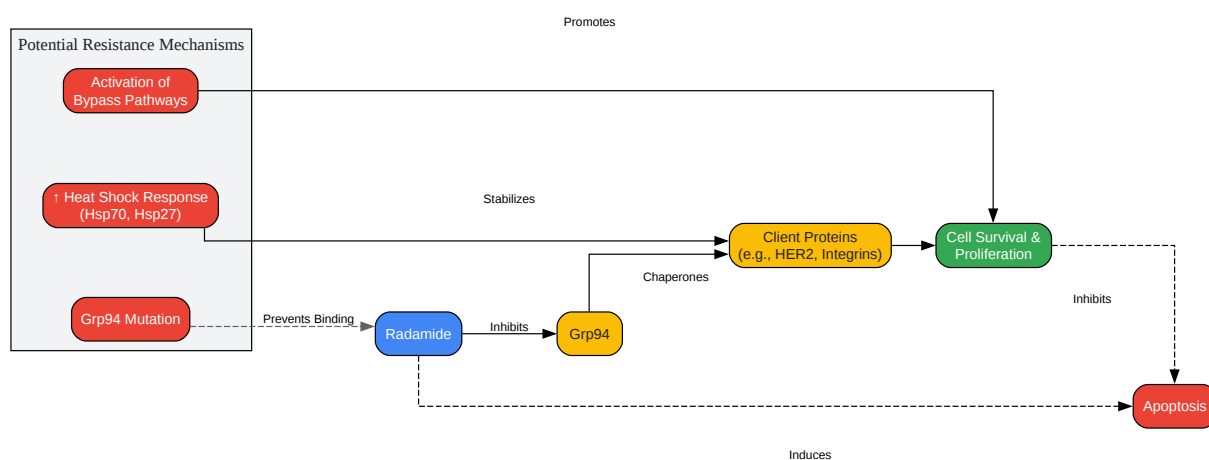 Promotes
Potential Resistance Mechanisms
Activation of
Bypass Pathways
↑ Heat Shock Response
(Hsp70, Hsp27)
Stabilizes
Client Proteins
(e.g., HER2, Integrins)
Cell Survival &
Proliferation
Chaperones
Inhibits
Grp94 Mutation
Prevents Binding
Radamide
Inhibits
Grp94
Apoptosis
Induces